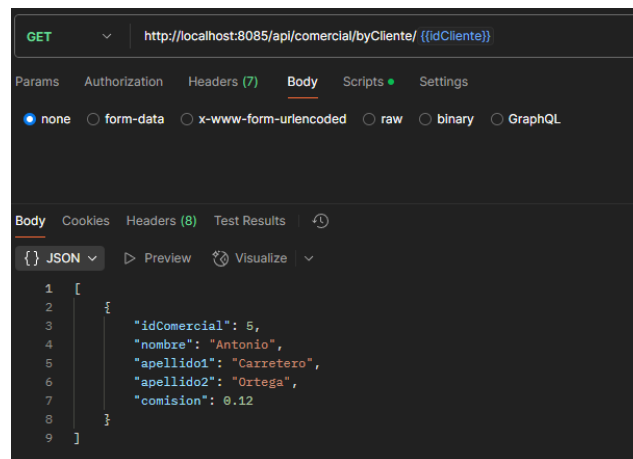 GET http://localhost:8085/api/comercial/byCliente/ {{idCliente}}
Params Authorization Headers (7) Body Scripts Settings
none form-data x-www-form-urlencoded raw binary GraphQL
Body Cookies Headers (8) Test Results
{} JSON Preview Visualize
1 [
2 {
3 "idComercial": 5,
4 "nombre": "Antonio",
5 "apellido1": "Carretero",
6 "apellido2": "Ortega",
7 "comision": 0.12
8 }
9 ]